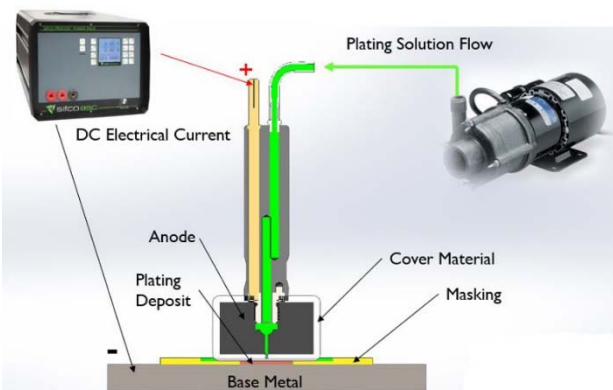 Plating Solution Flow
+
DC Electrical Current
sifco asc
Anode
Cover Material
Plating
Deposit
Masking
-
Base Metal